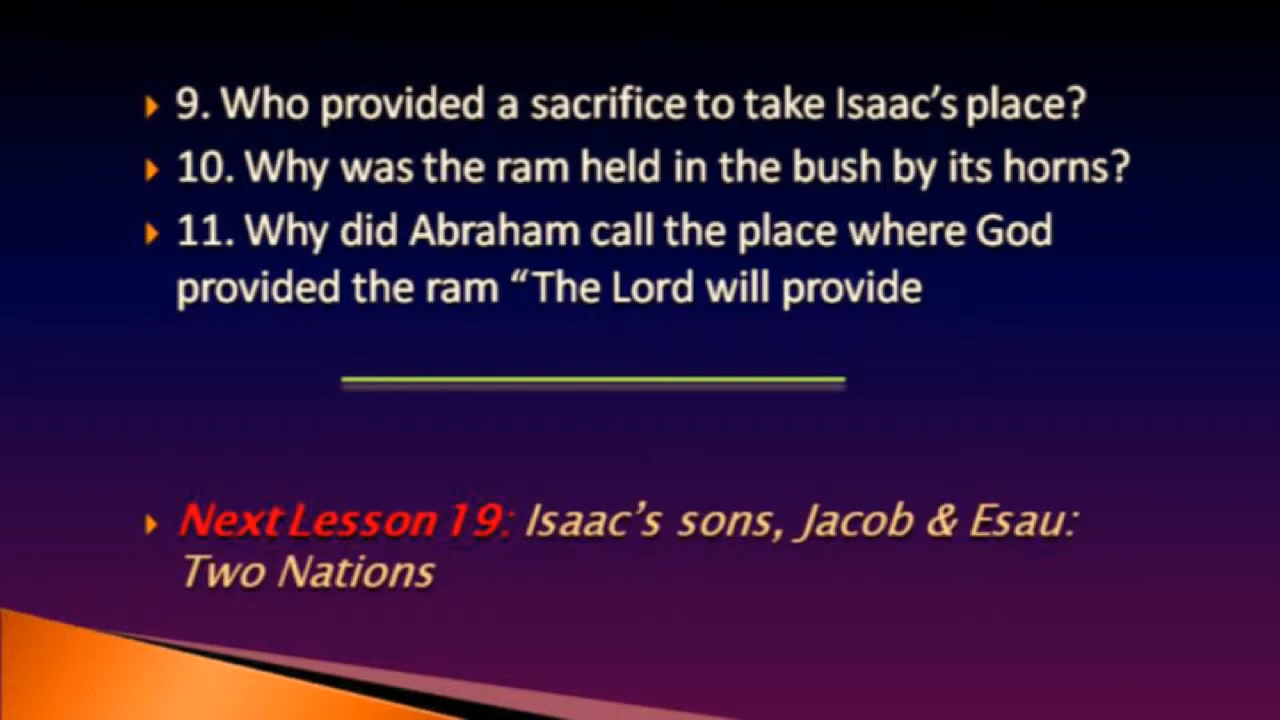 9. Who provided a sacrifice to take Isaac’s place?
10. Why was the ram held in the bush by its horns?
11. Why did Abraham call the place where God
provided the ram “The Lord will provide
Next Lesson 19: Isaac’s sons, Jacob & Esau:
Two Nations